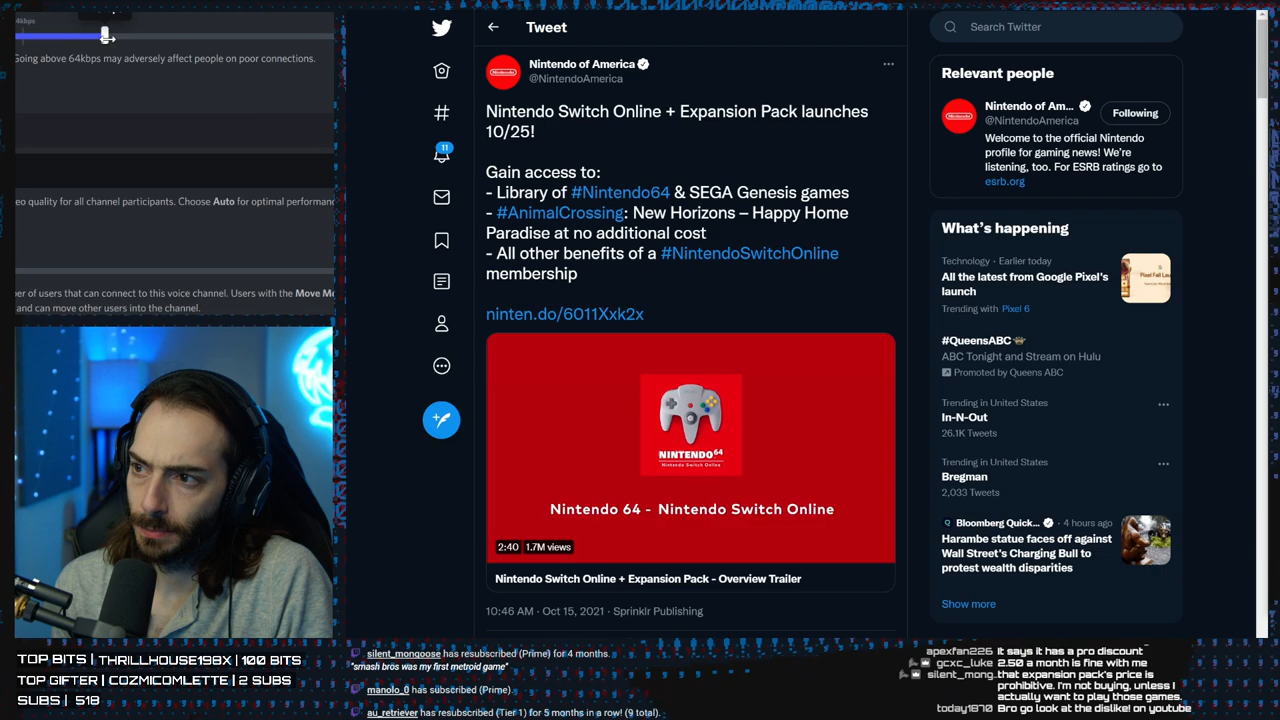 4kbps
Going above 64kbps may adversely affect people on poor connections.
eo quality for all channel participants. Choose Auto for optimal performanc
ber of users that can connect to this voice channel. Users with the Move Me
and can move other users into the channel.
Tweet
Nintendo of America
@NintendoAmerica
Nintendo Switch Online + Expansion Pack launches
10/25!
Gain access to:
- Library of #Nintendo64 & SEGA Genesis games
- #AnimalCrossing: New Horizons – Happy Home
Paradise at no additional cost
- All other benefits of a #NintendoSwitchOnline
membership
ninten.do/6011Xxk2x
NINTENDO64
Nintendo Switch Online
Nintendo 64 - Nintendo Switch Online
2:40 1.7M views
Nintendo Switch Online + Expansion Pack - Overview Trailer
10:46 AM · Oct 15, 2021 · Sprinklr Publishing
11
Search Twitter
Relevant people
Nintendo of Am...
@NintendoAmerica
Following
Welcome to the official Nintendo
profile for gaming news! We're
listening, too. For ESRB ratings go to
esrb.org
What's happening
Technology · Earlier today
All the latest from Google Pixel's
launch
Trending with Pixel 6
#QueensABC
ABC Tonight and Stream on Hulu
Promoted by Queens ABC
Trending in United States
In-N-Out
26.1K Tweets
Trending in United States
Bregman
2,033 Tweets
Bloomberg Quick... · 4 hours ago
Harambe statue faces off against
Wall Street's Charging Bull to
protest wealth disparities
Show more
TOP BITS | THRILLHOUSE198X | 100 BITS
TOP GIFTER | COZMICOMLETTE | 2 SUBS
SUBS | 518
silent_mongoose has resubscribed (Prime) for 4 months.
"smash bros was my first metroid game"
manolo_0 has subscribed (Prime).
au_retriever has resubscribed (Tier 1) for 5 months in a row! (9 total).
apexfan226 It says it has a pro discount
gcxc_luke 2.50 a month is fine with me
silent_mong that expansion pack's price is
prohibitive. I'm not buying, unless I
actually want to play those games.
today1870 Bro go look at the dislike! on youtube